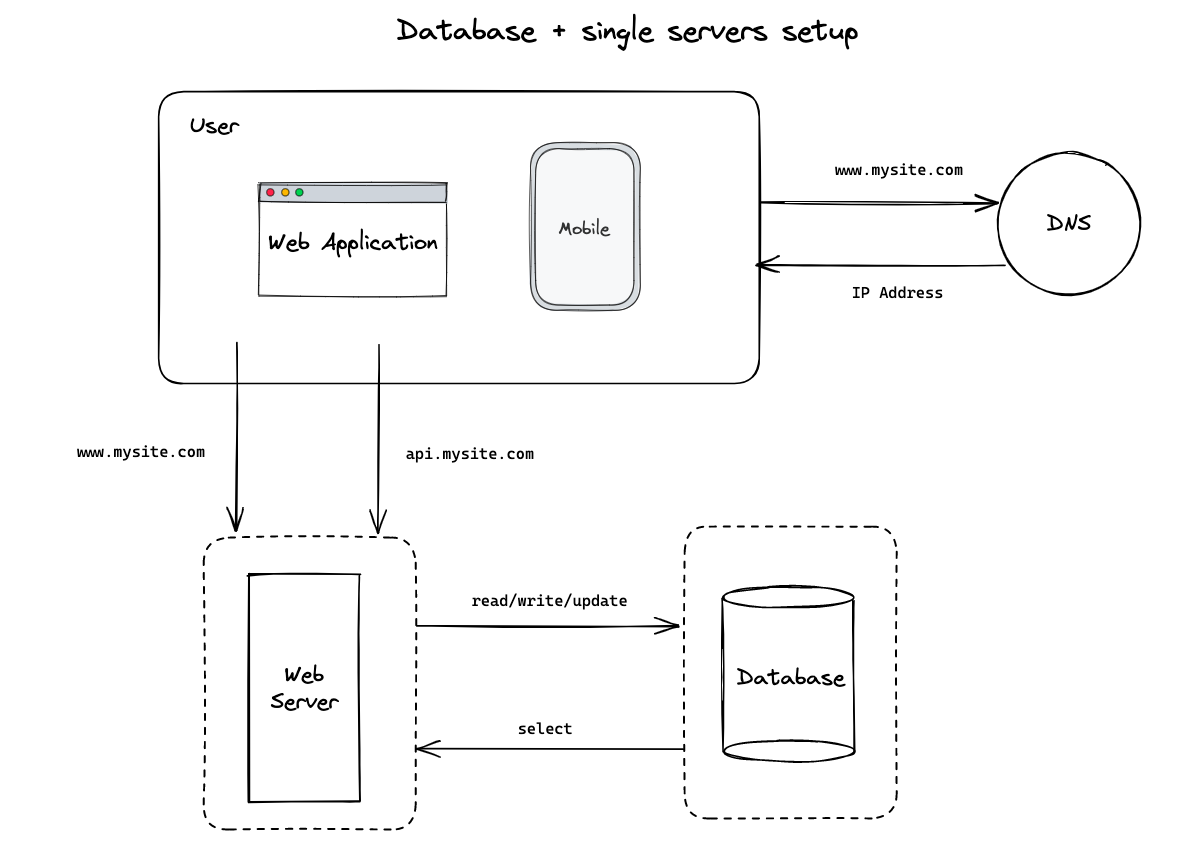 Database + single servers setup
User
Web Application
Mobile
www.mysite.com
DNS
IP Address
www.mysite.com
api.mysite.com
read/write/update
Web
Server
Database
select